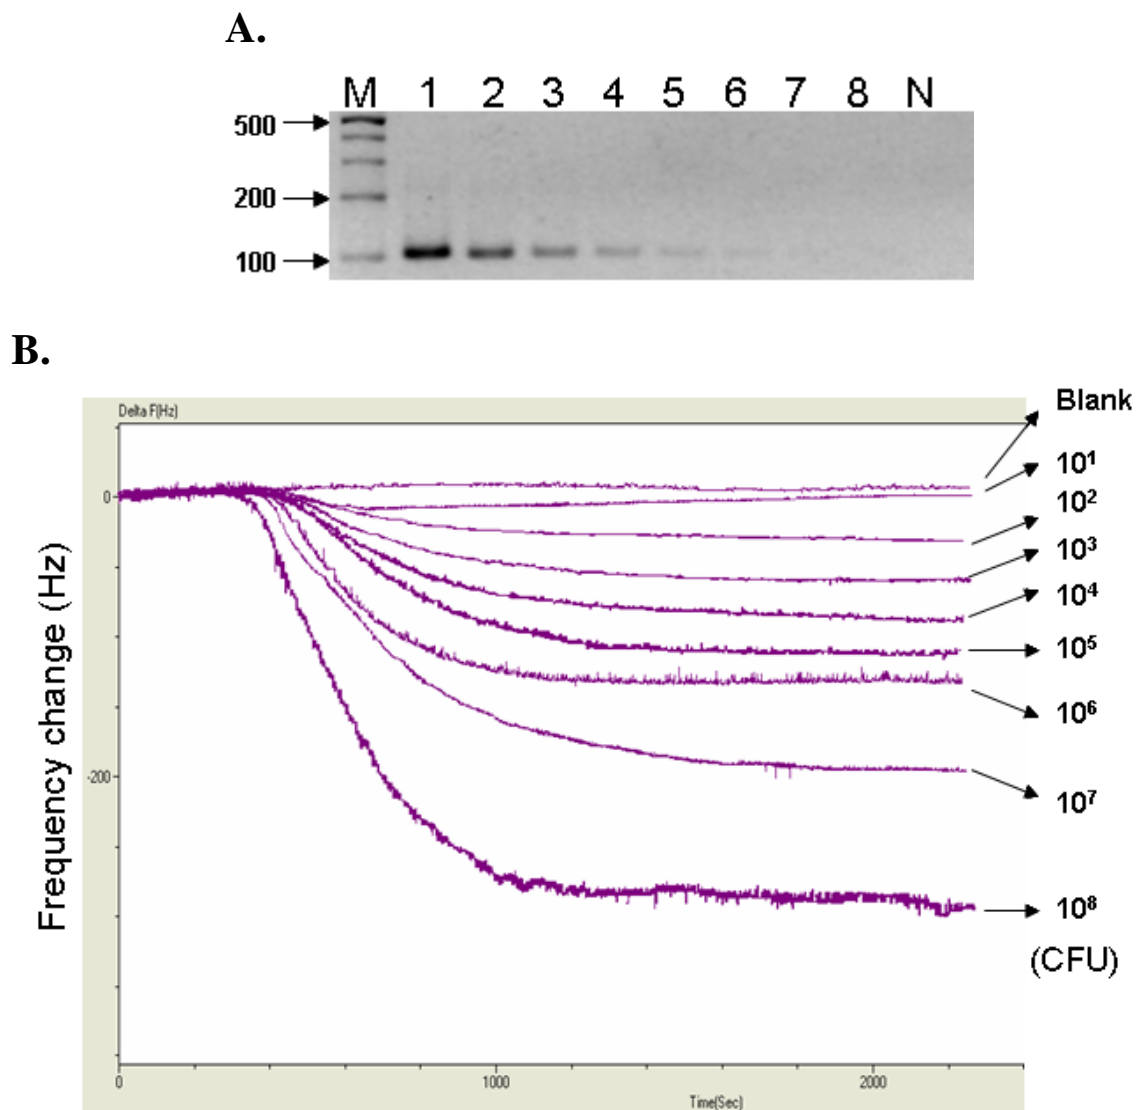 A.
M 1 2 3 4 5 6 7 8 N
500
200
100
B.
Delta F(Hz)
Blank
0
10¹
10²
10³
10⁴
10⁵
10⁶
-200
10⁷
10⁸
(CFU)
Frequency change (Hz)
0 1000 2000
Time(Sec)